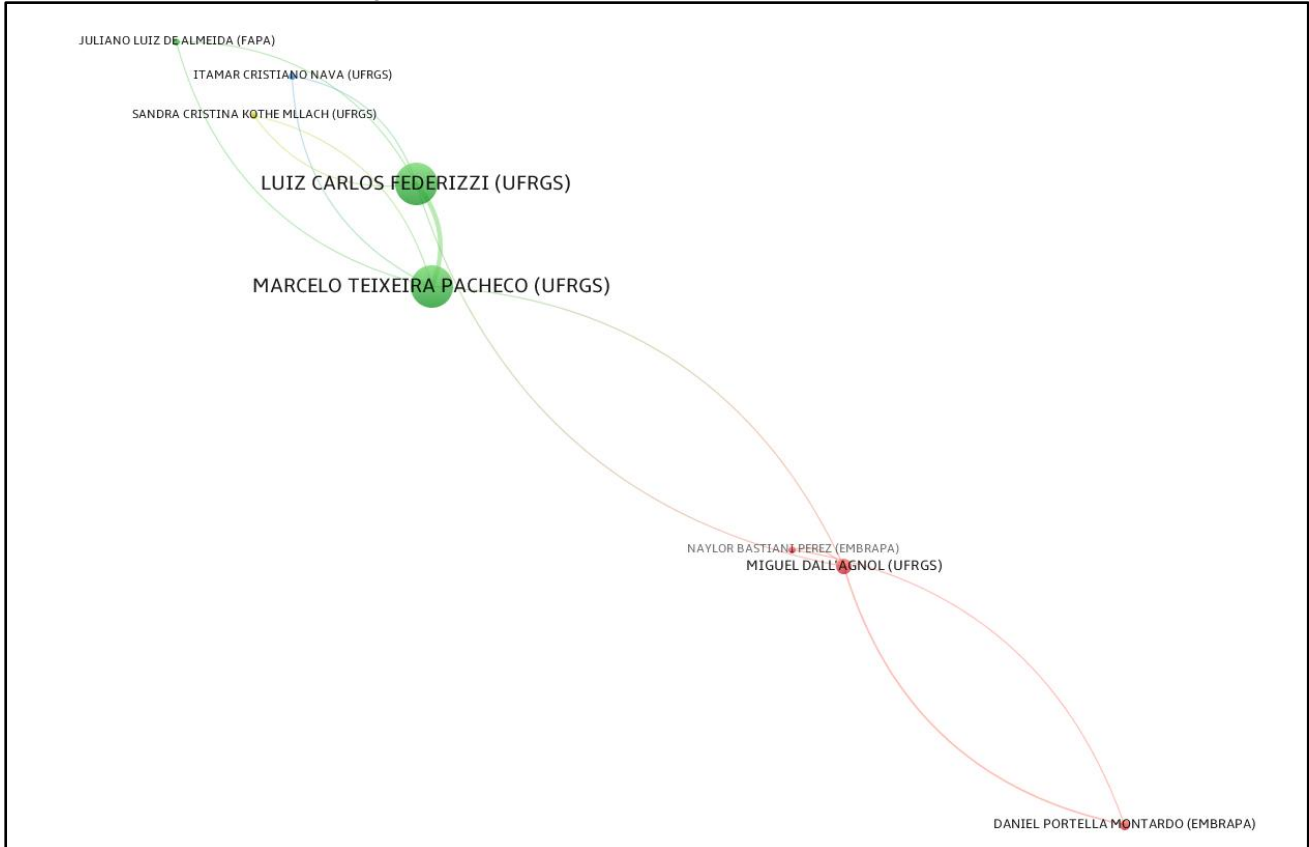 JULIANO LUIZ DE ALMEIDA (FAPA)
ITAMAR CRISTIANO NAVA (UFRGS)
SANDRA CRISTINA KOTHE MLLACH (UFRGS)
LUIZ CARLOS FEDERIZZI (UFRGS)
MARCELO TEIXEIRA PACHECO (UFRGS)
NAYLOR BASTIANI PEREZ (EMBRAPA)
MIGUEL DALL'AGNOL (UFRGS)
DANIEL PORTELLA MONTARDO (EMBRAPA)